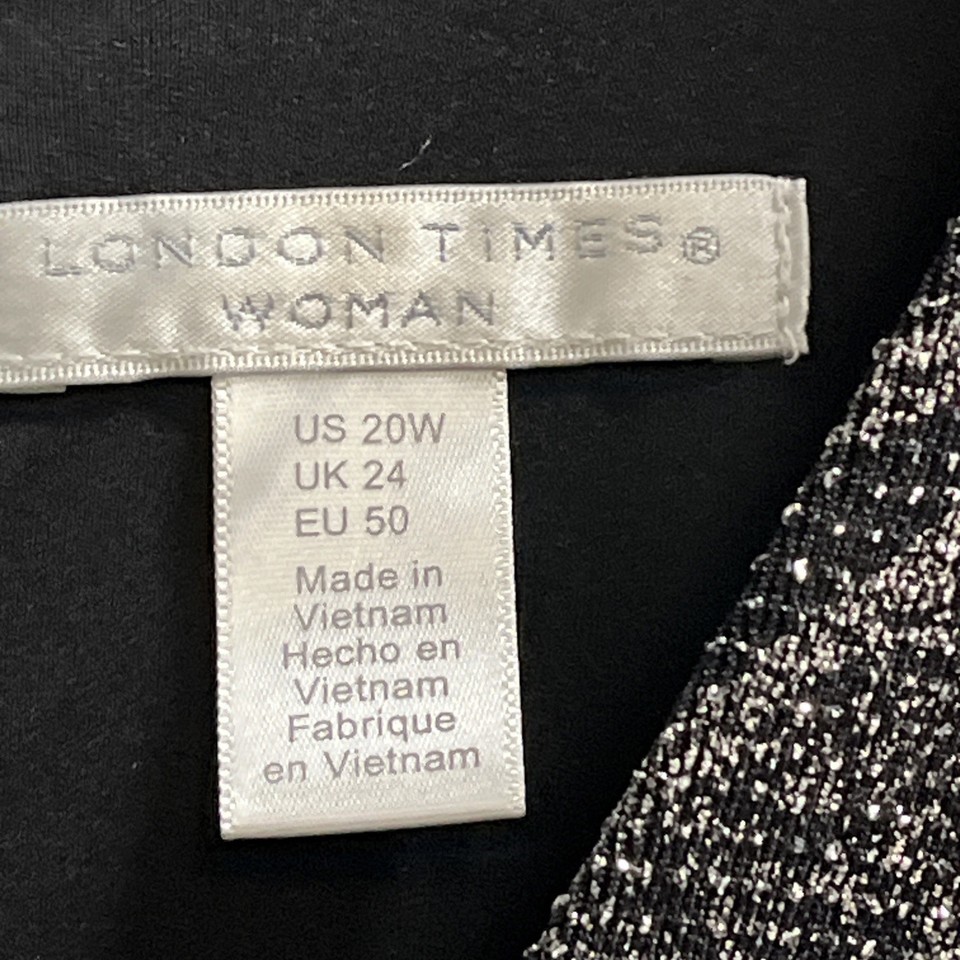 LONDON TIMES®
WOMAN
US 20W
UK 24
EU 50
Made in
Vietnam
Hecho en
Vietnam
Fabrique
en Vietnam